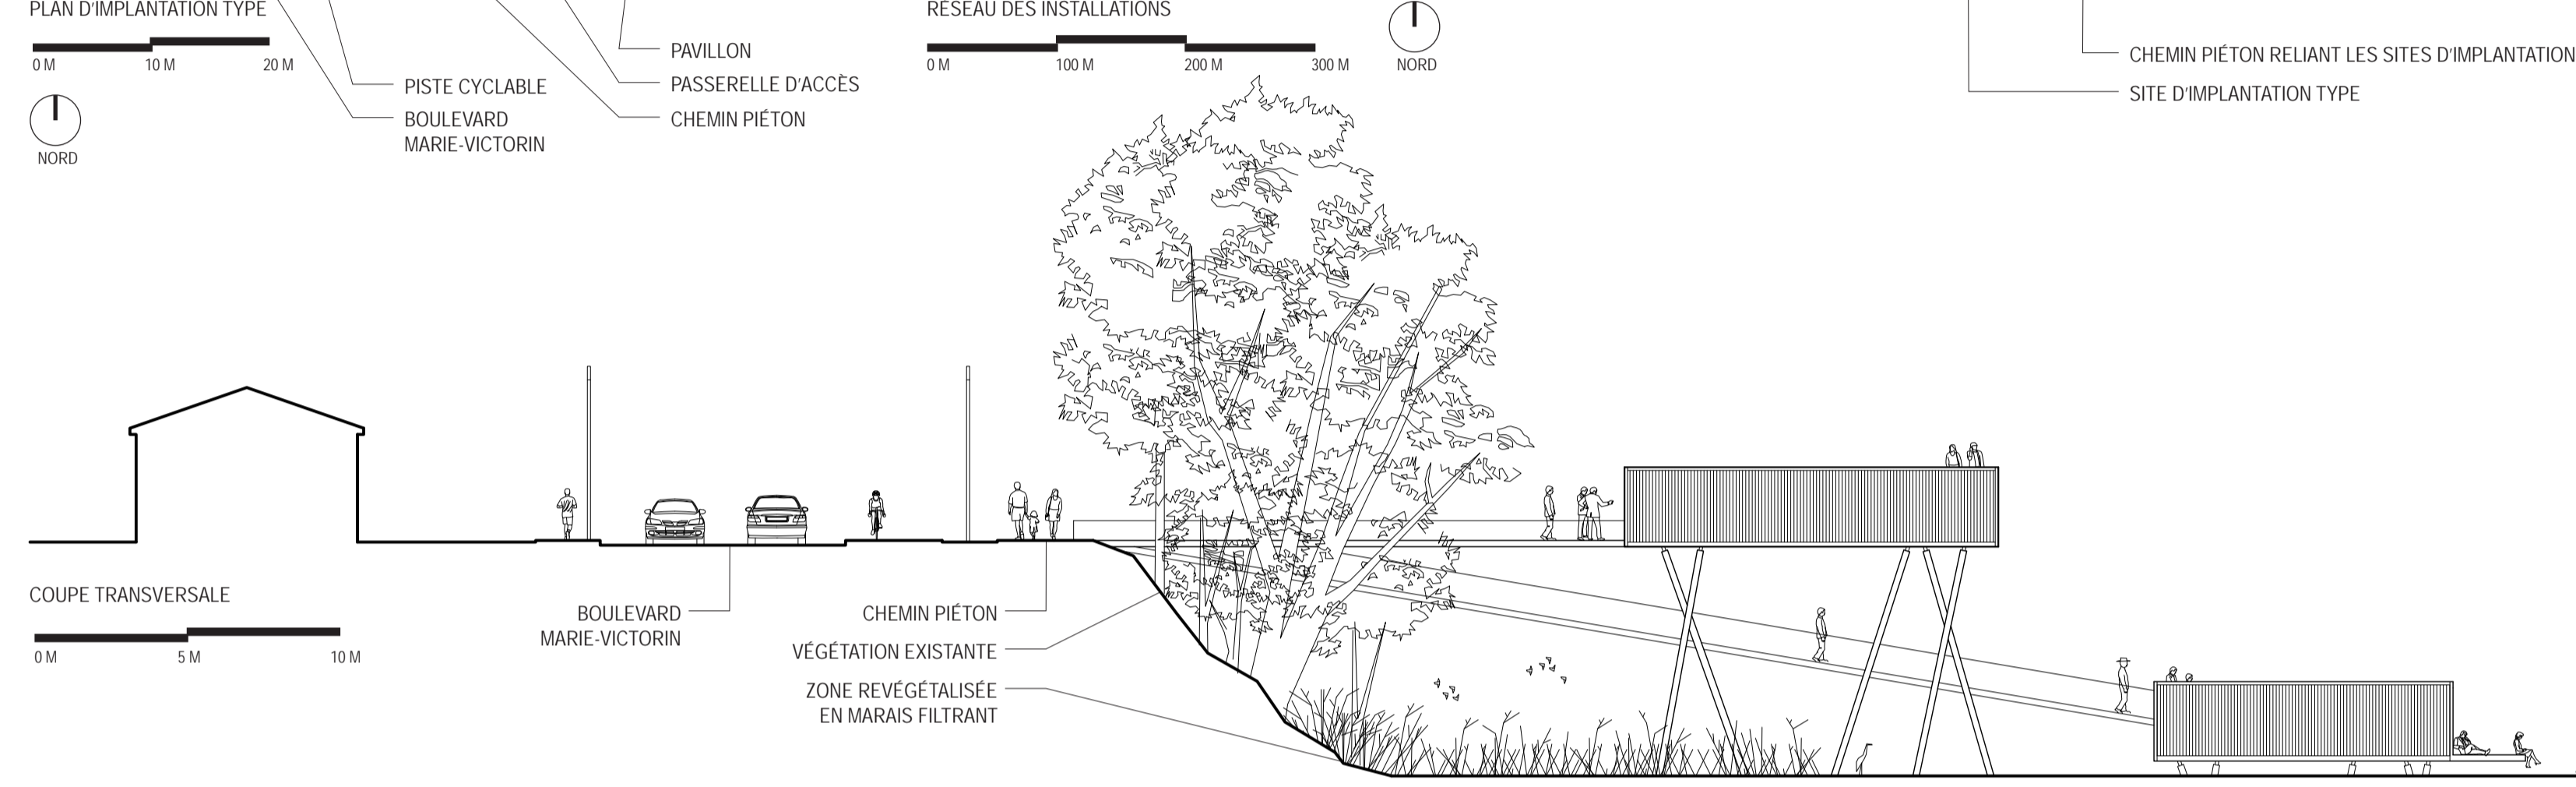 PLAN D'IMPLANTATION TYPE
0 M 10 M 20 M
NORD
PISTE CYCLABLE
BOULEVARD
MARIE-VICTORIN
PAVILLON
PASSERELLE D'ACCÈS
CHEMIN PIÉTON
RÉSEAU DES INSTALLATIONS
0 M 100 M 200 M 300 M
NORD
CHEMIN PIÉTON RELIANT LES SITES D'IMPLANTATION
SITE D'IMPLANTATION TYPE
COUPE TRANSVERSALE
0 M 5 M 10 M
BOULEVARD
MARIE-VICTORIN
CHEMIN PIÉTON
VÉGÉTATION EXISTANTE
ZONE REVÉGÉTALISÉE
EN MARAIS FILTRANT